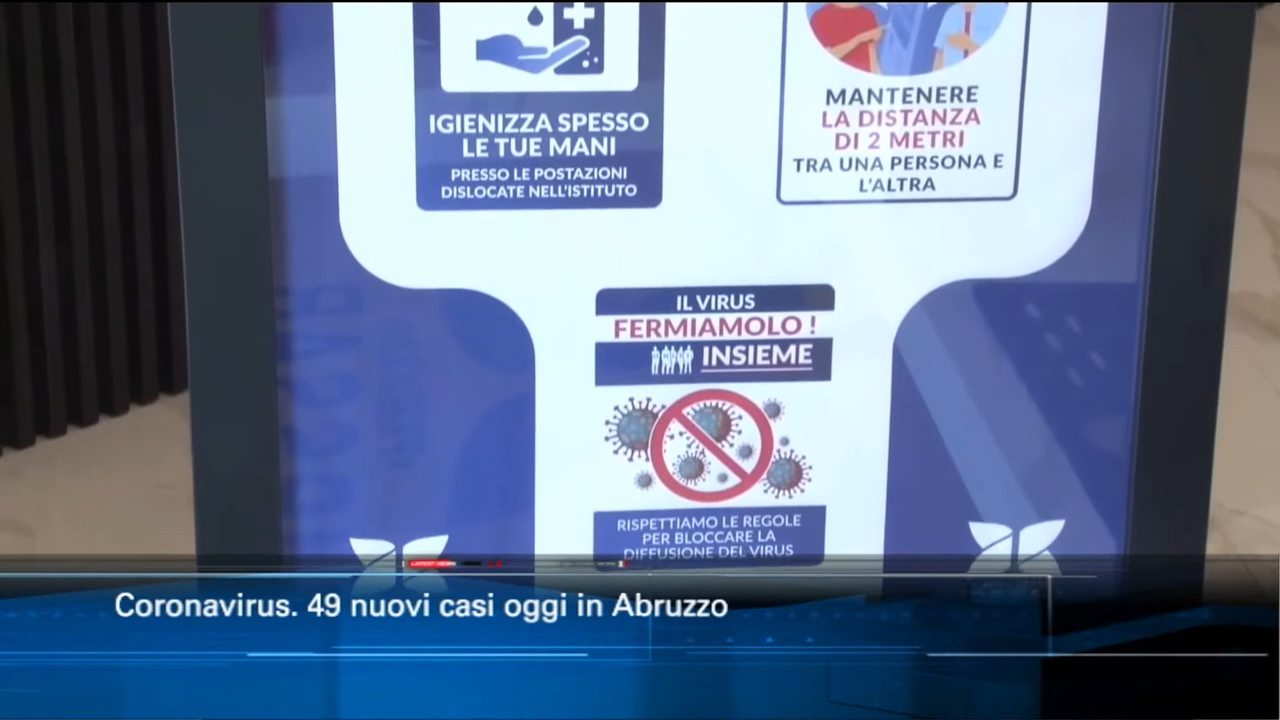 IGIENIZZA SPESSO
LE TUE MANI
PRESSO LE POSTAZIONI
DISLOCATE NELL'ISTITUTO
MANTENERE
LA DISTANZA
DI 2 METRI
TRA UNA PERSONA E
L'ALTRA
IL VIRUS
FERMIAMOLO !
INSIEME
RISPETTIAMO LE REGOLE
PER BLOCCARE LA
DIFFUSIONE DEL VIRUS
LATEST NEWS
Coronavirus. 49 nuovi casi oggi in Abruzzo